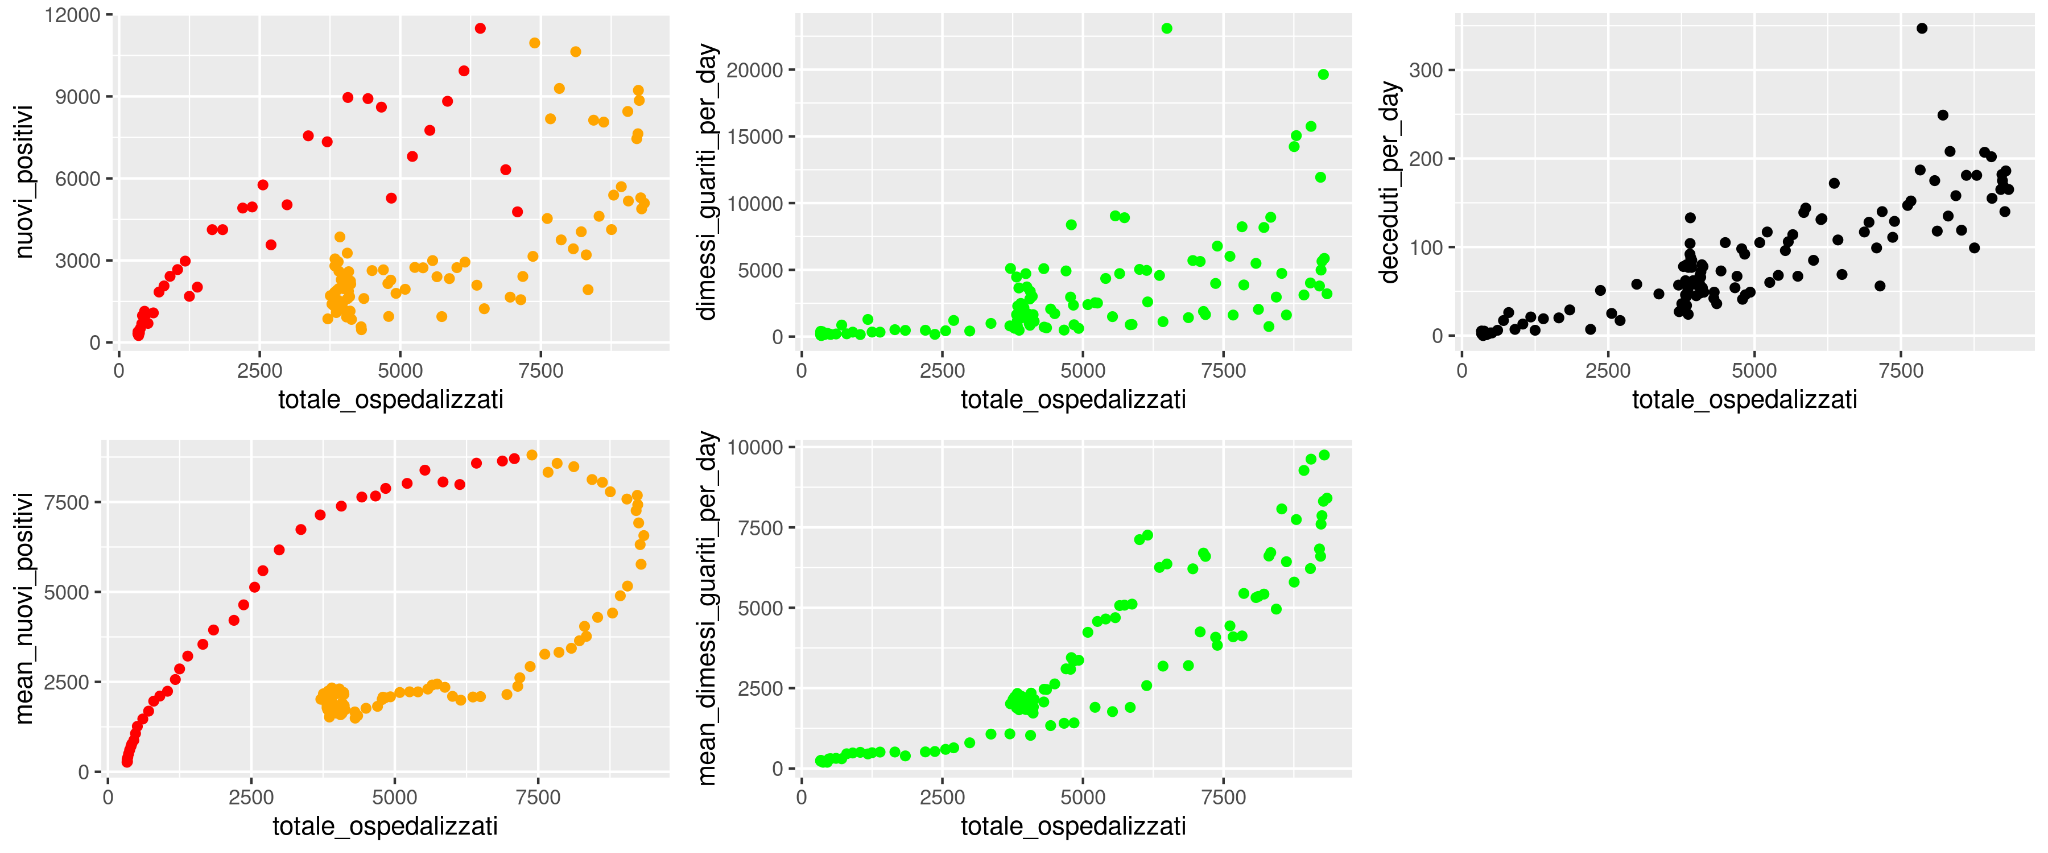 nuovi_positivi
12000
9000
6000
3000
0
0 2500 5000 7500
totale_ospedalizzati
dimessi_guariti_per_day
20000
15000
10000
5000
0
0 2500 5000 7500
totale_ospedalizzati
deceduti_per_day
300
200
100
0
0 2500 5000 7500
totale_ospedalizzati
mean_nuovi_positivi
7500
5000
2500
0
0 2500 5000 7500
totale_ospedalizzati
mean_dimessi_guariti_per_day
10000
7500
5000
2500
0
0 2500 5000 7500
totale_ospedalizzati